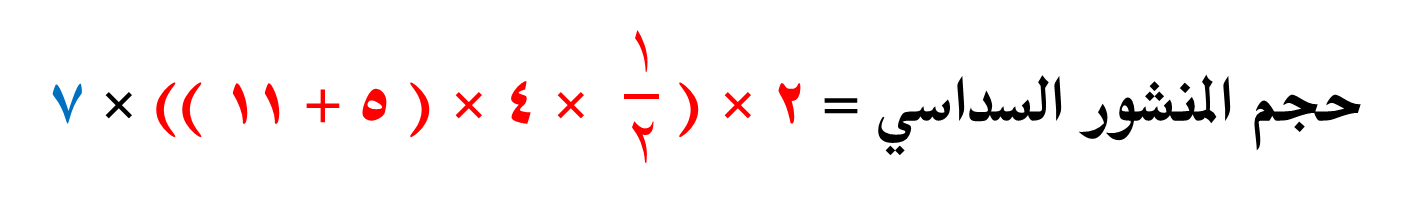 حجم المنشور السداسي = ٢ × ( ١/٢ × ٤ × ( ٥ + ١١ )) × ٧